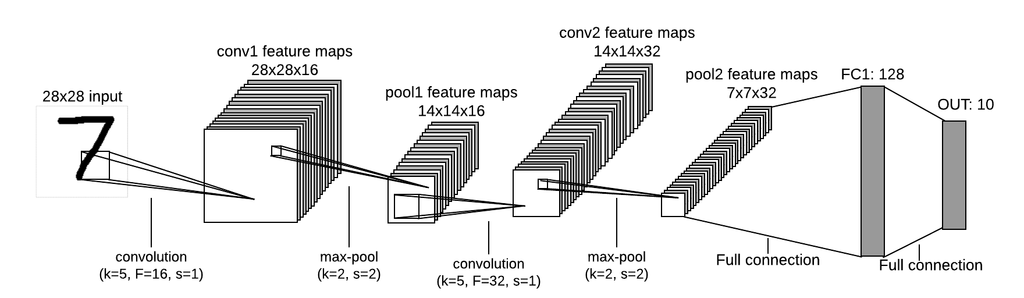 28x28 input
conv1 feature maps
28x28x16
pool1 feature maps
14x14x16
conv2 feature maps
14x14x32
pool2 feature maps
7x7x32
FC1: 128
OUT: 10
7
convolution
(k=5, F=16, s=1)
max-pool
(k=2, s=2)
convolution
(k=5, F=32, s=1)
max-pool
(k=2, s=2)
Full connection
Full connection